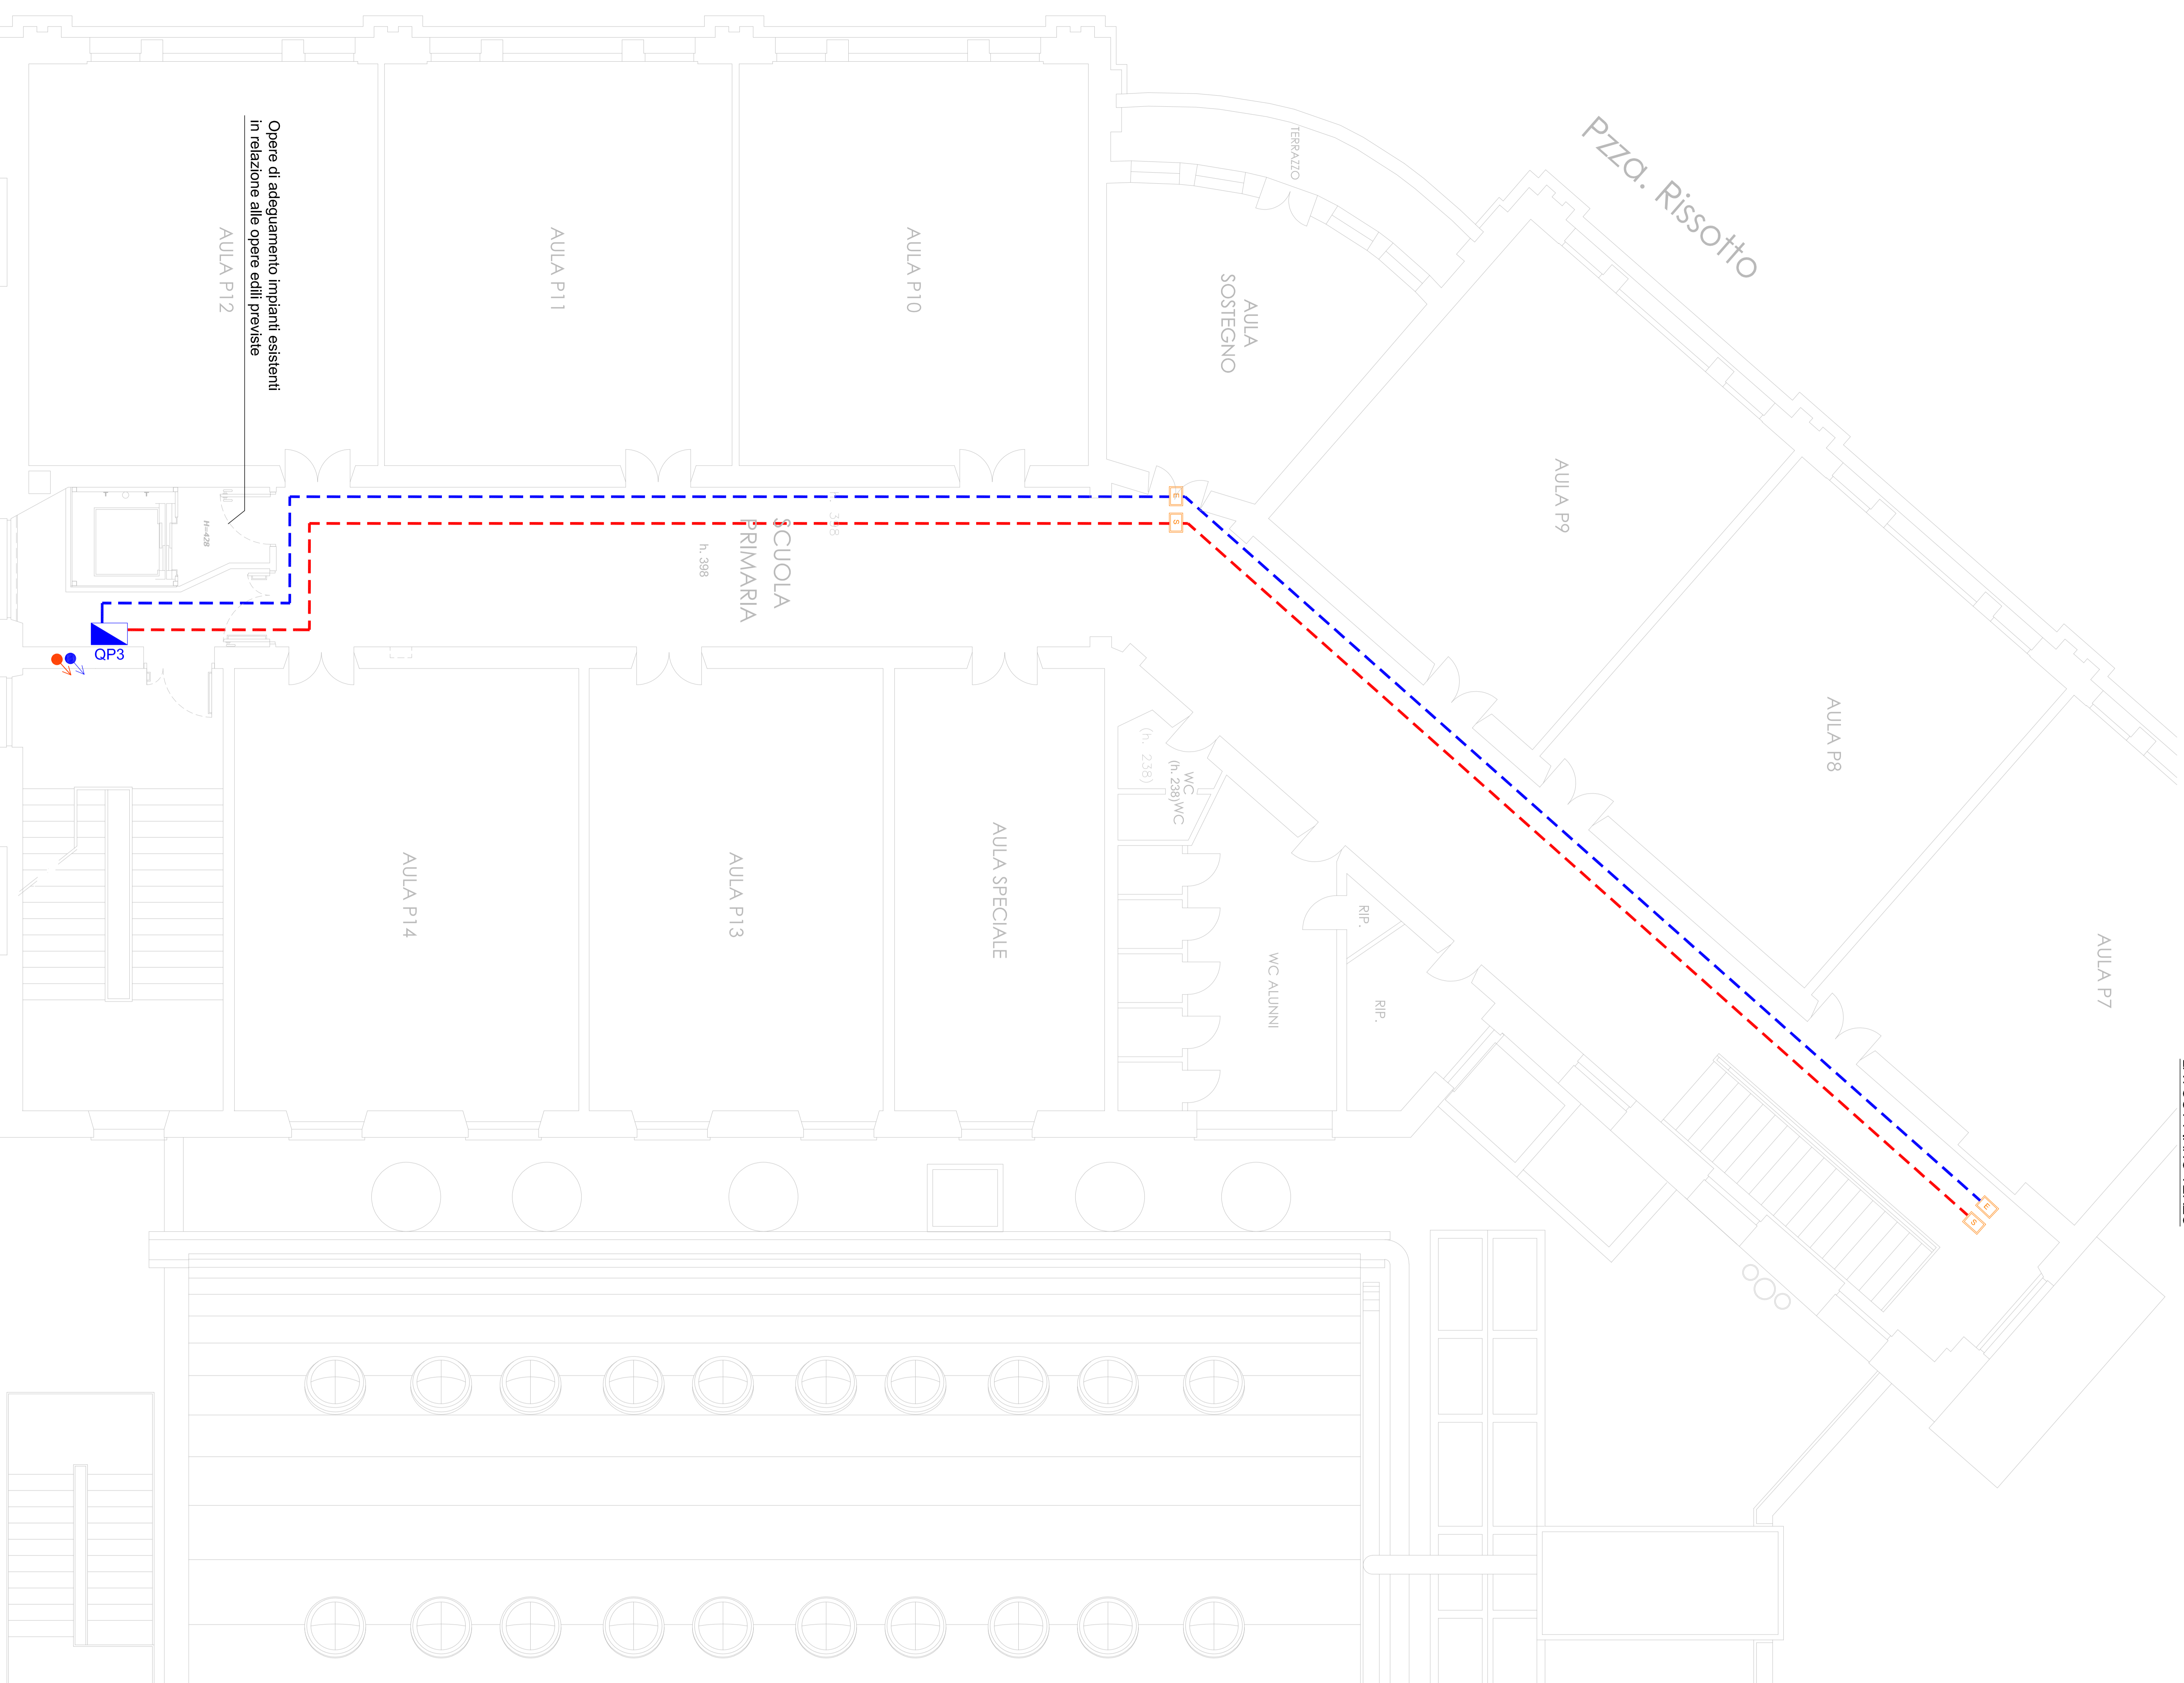 Pzza. Rissotto
TERRAZZO
Opere di adeguamento impianti esistenti
in relazione alle opere edili previste
AULA P12
AULA P11
AULA P10
AULA
SOSTEGNO
AULA P9
AULA P8
AULA P7
E
S
H=428
h. 398
SCUOLA
PRIMARIA
QP3
(h. 238)
WC
(h. 238)
WC
AULA P14
AULA P13
AULA SPECIALE
RIP.
RIP.
WC ALUNNI
E
S